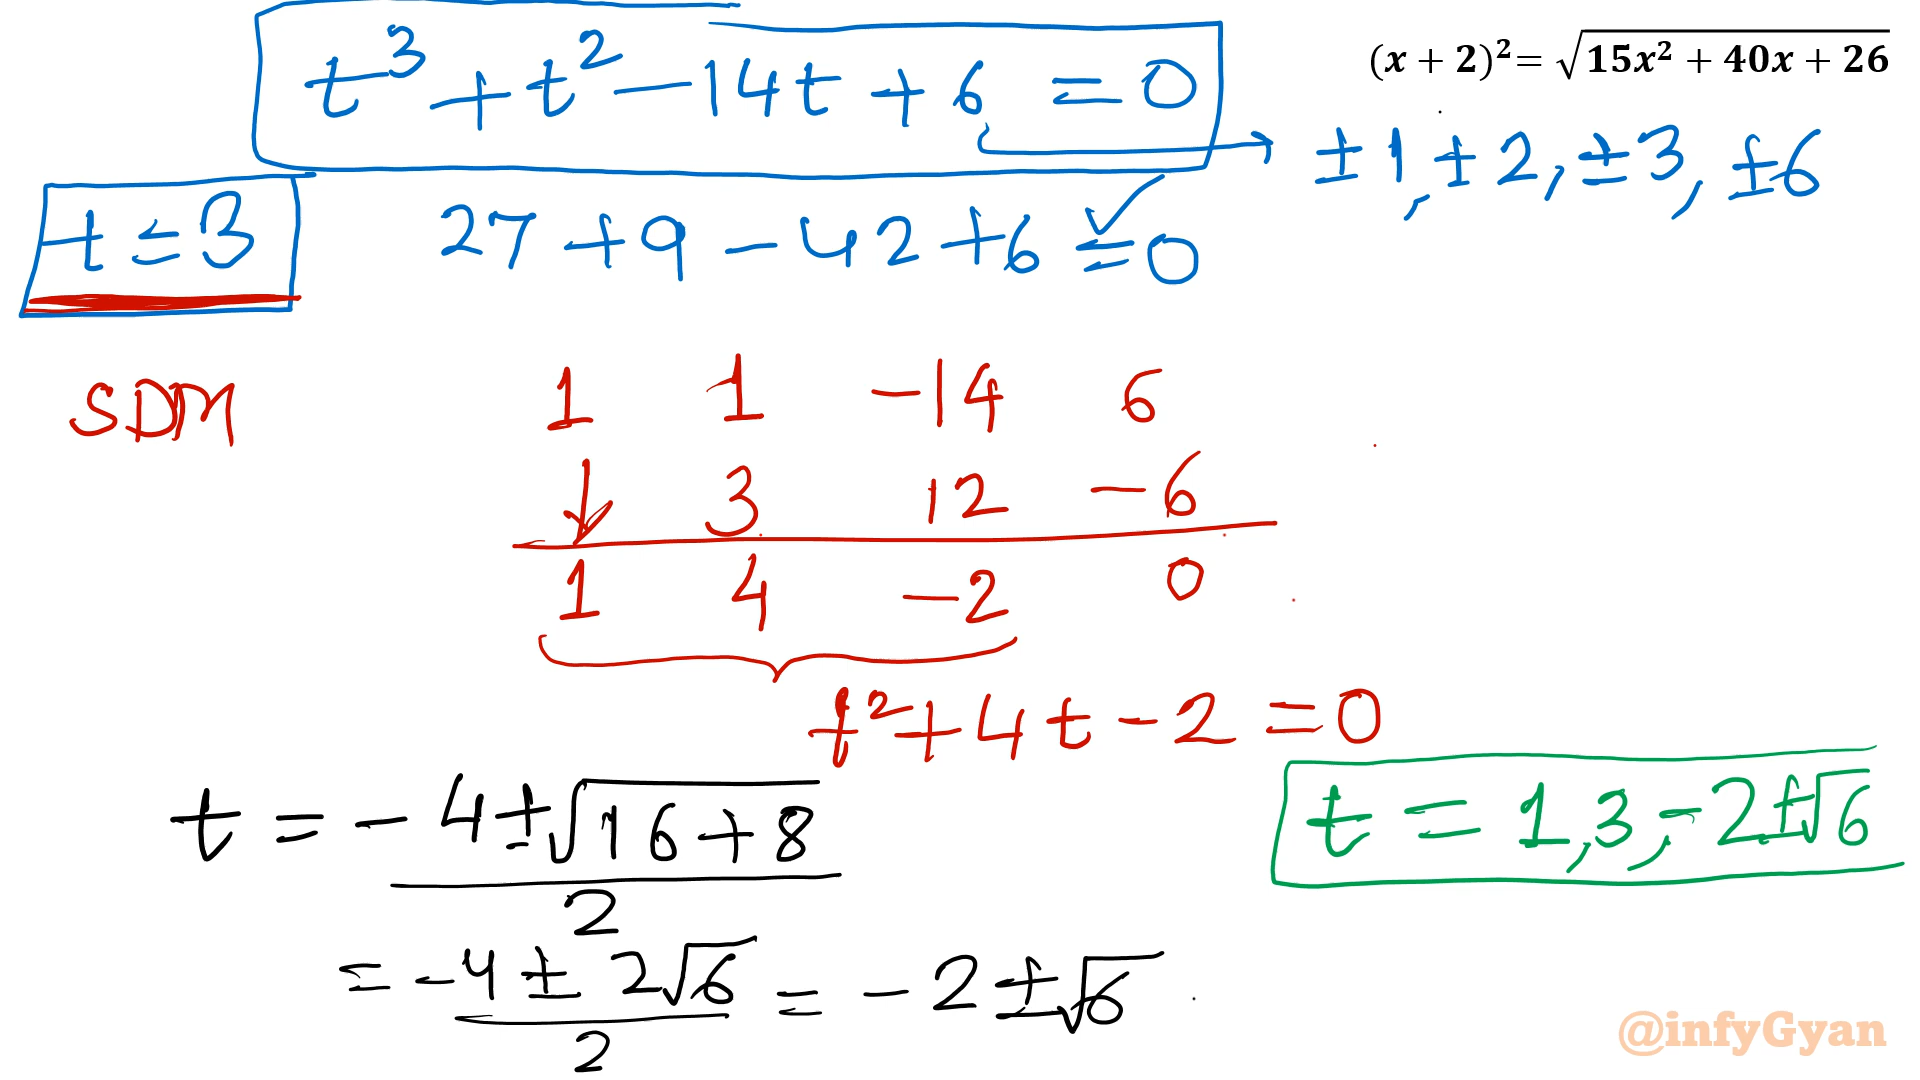 t³ + t² − 14t + 6 = 0
(x + 2)²= √15x² + 40x + 26
±1, ±2, ±3, ±6
t = 3
27 + 9 − 42 + 6 = 0
SDM
1 1 −14 6
↓ 3 12 −6
1 4 −2 0
t² + 4t − 2 = 0
t = −4 ± √16 + 8
2
t = 1, 3, −2 ± √6
= −4 ± 2√6 = −2 ± √6
2
@infyGyan